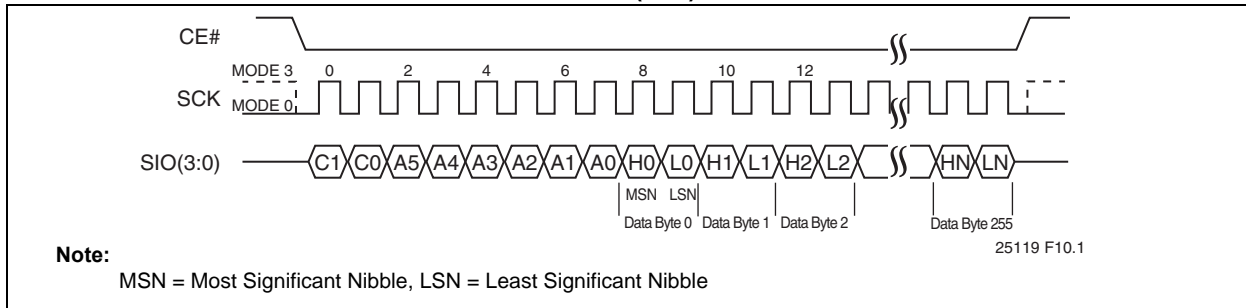 CE#
MODE 3 0 2 4 6 8 10 12
SCK MODE 0
SIO(3:0) C1 C0 A5 A4 A3 A2 A1 A0 H0 L0 H1 L1 H2 L2 HN LN
MSN LSN
Data Byte 0 Data Byte 1 Data Byte 2 Data Byte 255
25119 F10.1
Note:
MSN = Most Significant Nibble, LSN = Least Significant Nibble